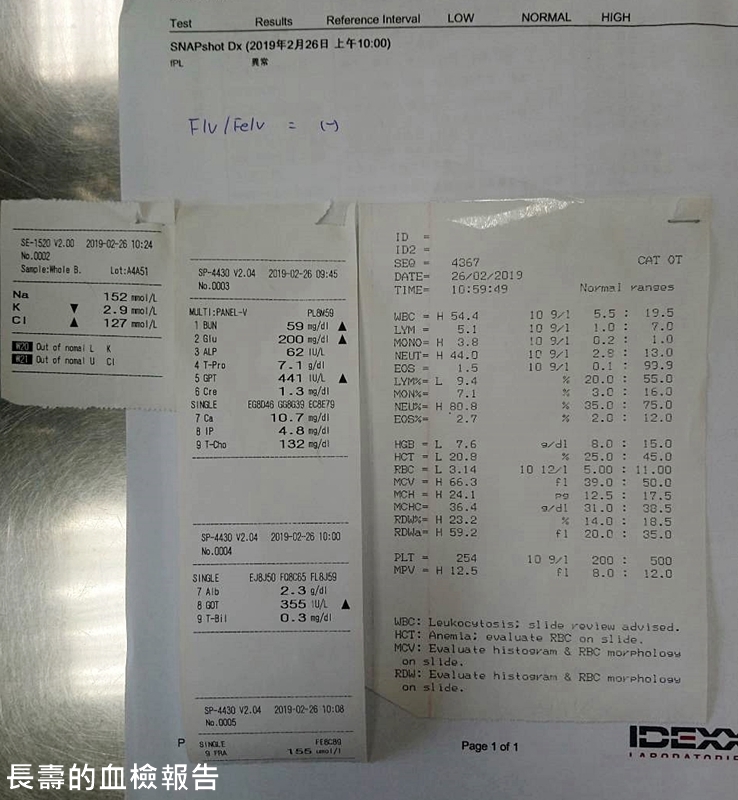 Test Results Reference Interval LOW NORMAL HIGH
SNAPshot Dx (2019年2月26日 上午10:00)
fPL 異常
FIV/Felv = (-)
SE-1520 V2.00 2019-02-26 10:24
No.0002
Sample:Whole B. Lot:A4A51
Na 152 mmol/L
K ▼ 2.9 mmol/L
Cl ▲ 127 mmol/L
W20 Out of nomal L K
W21 Out of nomal U Cl
SP-4430 V2.04 2019-02-26 09:45
No.0003
MULTI:PANEL-V PL8M59
1 BUN 59 mg/dl ▲
2 Glu 200 mg/dl ▲
3 ALP 62 IU/L
4 T-Pro 7.1 g/dl
5 GPT 441 IU/L ▲
6 Cre 1.3 mg/dl
SINGLE EG8D46 GG8G39 EC8E79
7 Ca 10.7 mg/dl
8 IP 4.8 mg/dl
9 T-Cho 132 mg/dl
SP-4430 V2.04 2019-02-26 10:00
No.0004
SINGLE EJ8J50 FQ8C65 FL8J59
7 Alb 2.3 g/dl
8 GOT 355 IU/L ▲
9 T-Bil 0.3 mg/dl
SP-4430 V2.04 2019-02-26 10:08
No.0005
SINGLE FE8C89
9 FRA 155 umol/l
ID =
ID2 =
SEQ = 4367 CAT OT
DATE= 26/02/2019
TIME= 10:59:49 Normal ranges
WBC = H 54.4 10 9/l 5.5 : 19.5
LYM = 5.1 10 9/l 1.0 : 7.0
MONO= H 3.8 10 9/l 0.2 : 1.0
NEUT= H 44.0 10 9/l 2.8 : 13.0
EOS = 1.5 10 9/l 0.1 : 99.9
LYM%= L 9.4 % 20.0 : 55.0
MON%= 7.1 % 3.0 : 16.0
NEU%= H 80.8 % 35.0 : 75.0
EOS%= 2.7 % 2.0 : 12.0
HGB = L 7.6 g/dl 8.0 : 15.0
HCT = L 20.8 % 25.0 : 45.0
RBC = L 3.14 10 12/l 5.00 : 11.00
MCV = H 66.3 fl 39.0 : 50.0
MCH = H 24.1 pg 12.5 : 17.5
MCHC= 36.4 g/dl 31.0 : 38.5
RDW%= H 23.2 % 14.0 : 18.5
RDWa= H 59.2 fl 20.0 : 35.0
PLT = 254 10 9/l 200 : 500
MPV = H 12.5 fl 8.0 : 12.0
WBC: Leukocytosis; slide review advised.
HCT: Anemia; evaluate RBC on slide.
MCV: Evaluate histogram & RBC morphology
on slide.
RDW: Evaluate histogram & RBC morphology
on slide.
P
Page 1 of 1
IDEXX
LABORATORIES
長壽的血檢報告